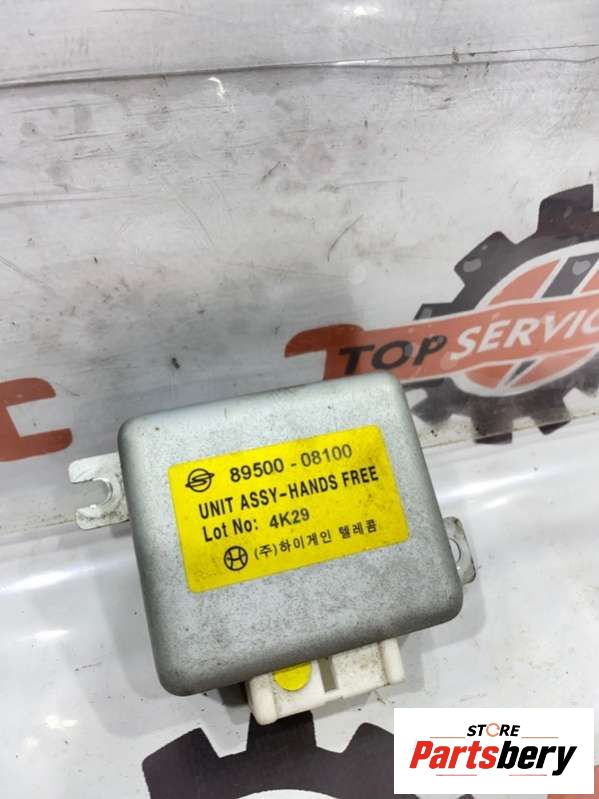 TOP SERVIC
89500 - 08100
UNIT ASSY-HANDS FREE
Lot No: 4K29
(주)하이게인 텔레콤
STORE
Partsbery